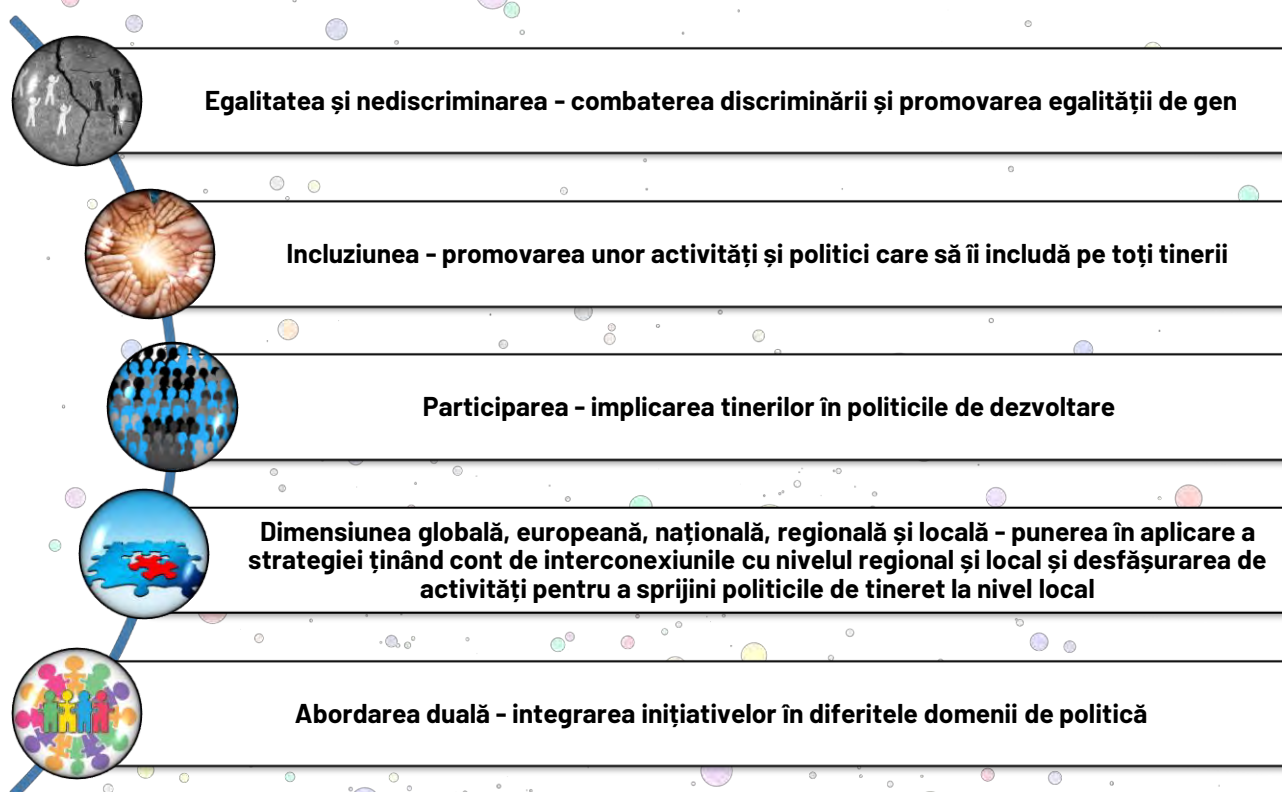 Egalitatea și nediscriminarea - combaterea discriminării și promovarea egalității de gen
Incluziunea - promovarea unor activități și politici care să îi includă pe toți tinerii
Participarea - implicarea tinerilor în politicile de dezvoltare
Dimensiunea globală, europeană, națională, regională și locală - punerea în aplicare a
strategiei ținând cont de interconexiunile cu nivelul regional și local și desfășurarea de
activități pentru a sprijini politicile de tineret la nivel local
Abordarea duală - integrarea inițiativelor în diferitele domenii de politică